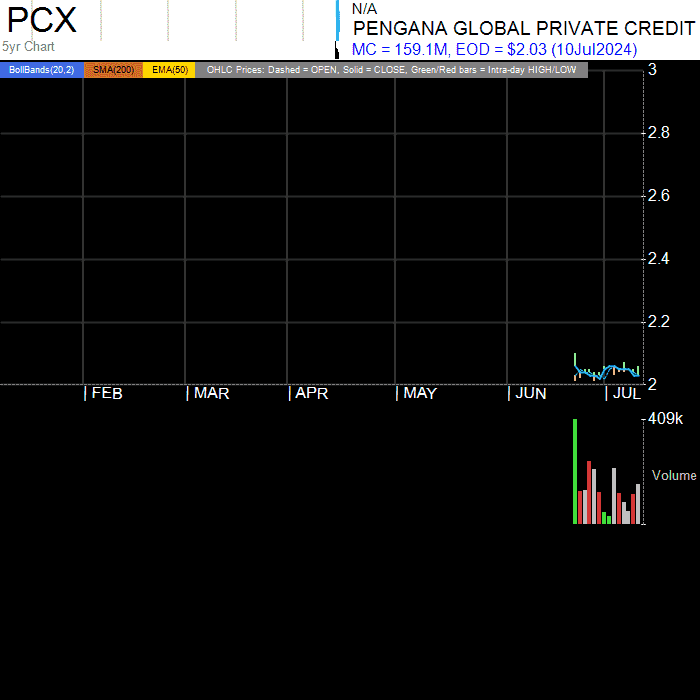 PCX
N/A
PENGANA GLOBAL PRIVATE CREDIT
5yr Chart
MC = 159.1M, EOD = $2.03 (10Jul2024)
BollBands(20,2) SMA(200) EMA(50) OHLC Prices: Dashed = OPEN, Solid = CLOSE, Green/Red bars = Intra-day HIGH/LOW
3
2.8
2.6
2.4
2.2
2
| FEB | MAR | APR | MAY | JUN | JUL
409k
Volume